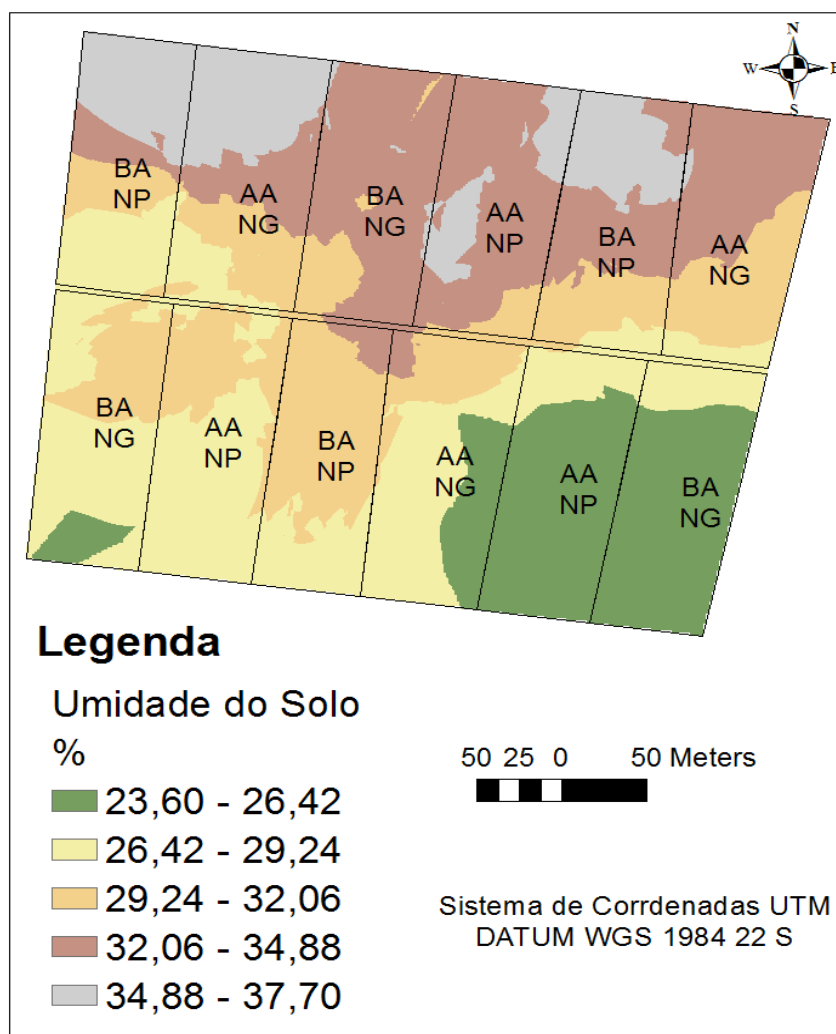 N
W E
S
BA
NP
AA
NG
BA
NG
AA
NP
BA
NP
AA
NG
BA
NG
AA
NP
BA
NP
AA
NG
AA
NP
BA
NG
Legenda
Umidade do Solo
%
23,60 - 26,42
26,42 - 29,24
29,24 - 32,06
32,06 - 34,88
34,88 - 37,70
50 25 0 50 Meters
Sistema de Corrdenadas UTM
DATUM WGS 1984 22 S